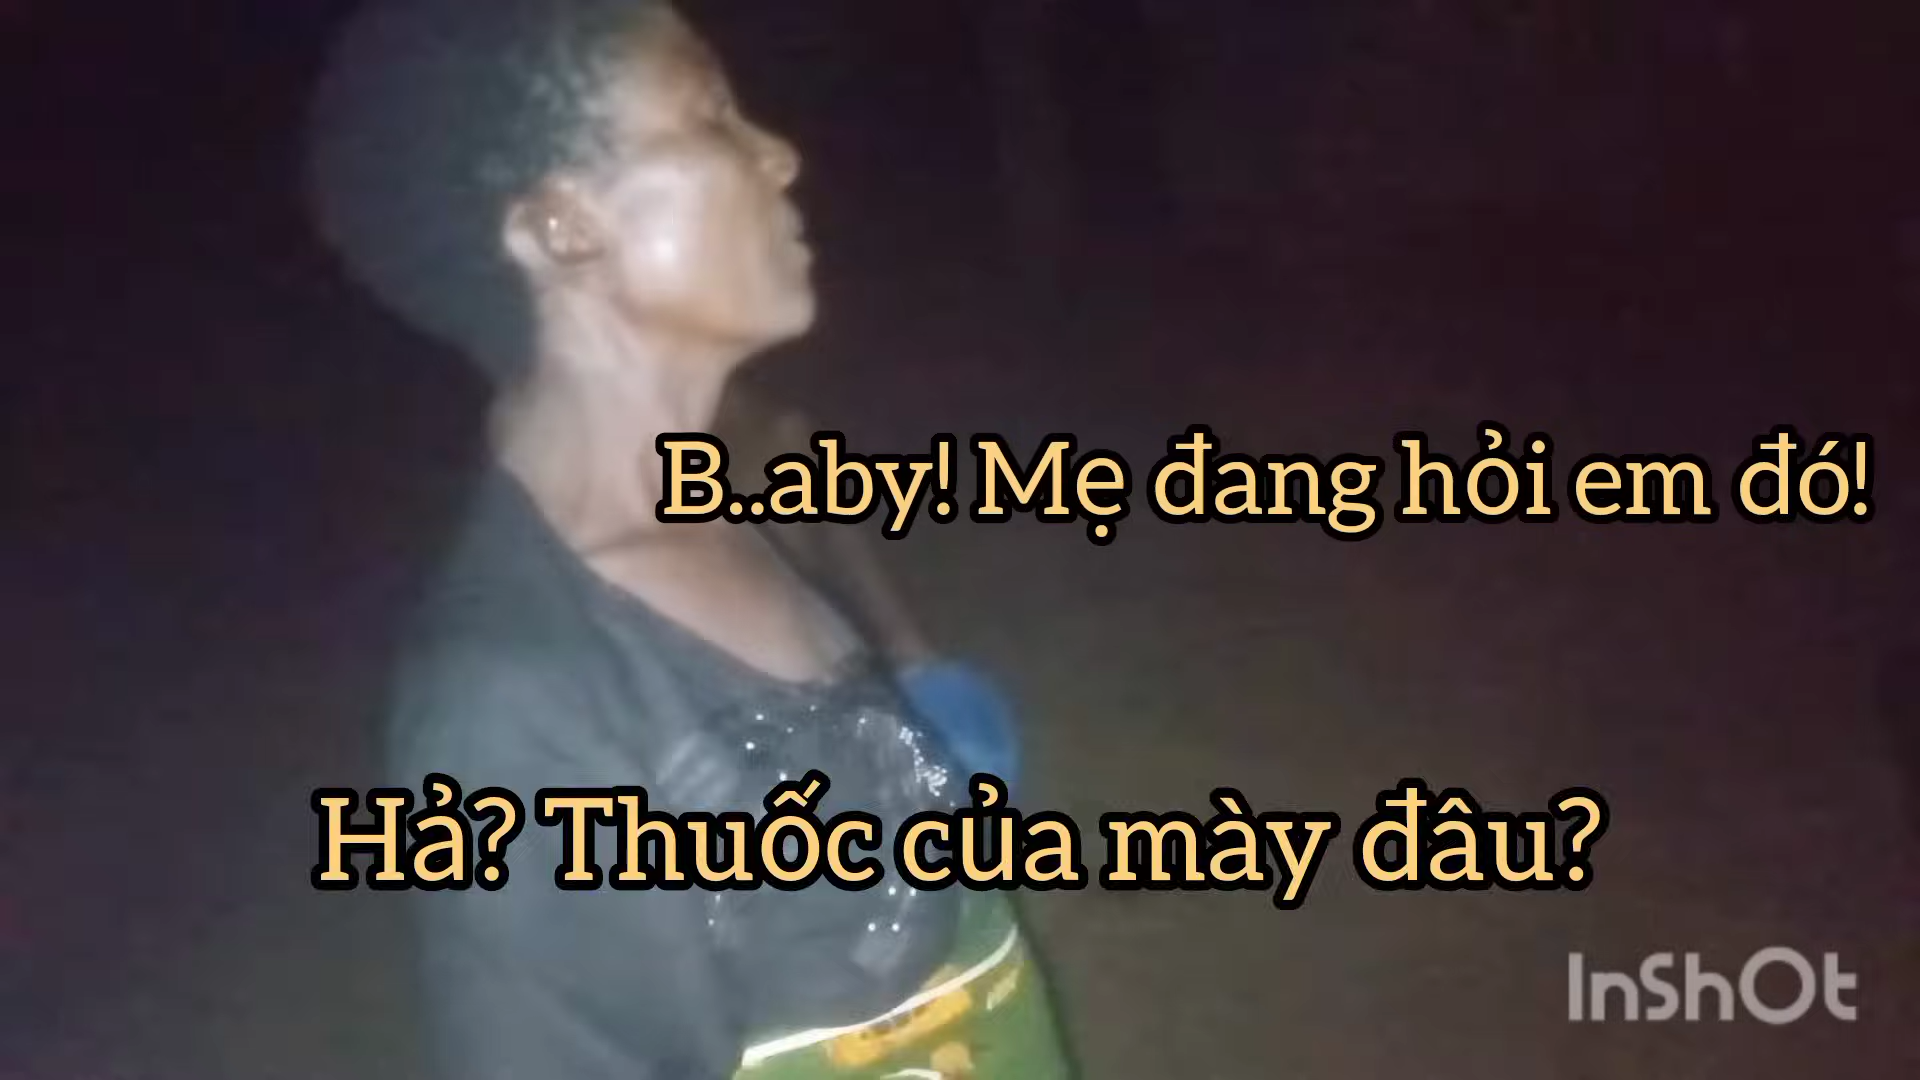 B..aby! Mẹ đang hỏi em đó!
Hả? Thuốc của mày đâu?
InShOt